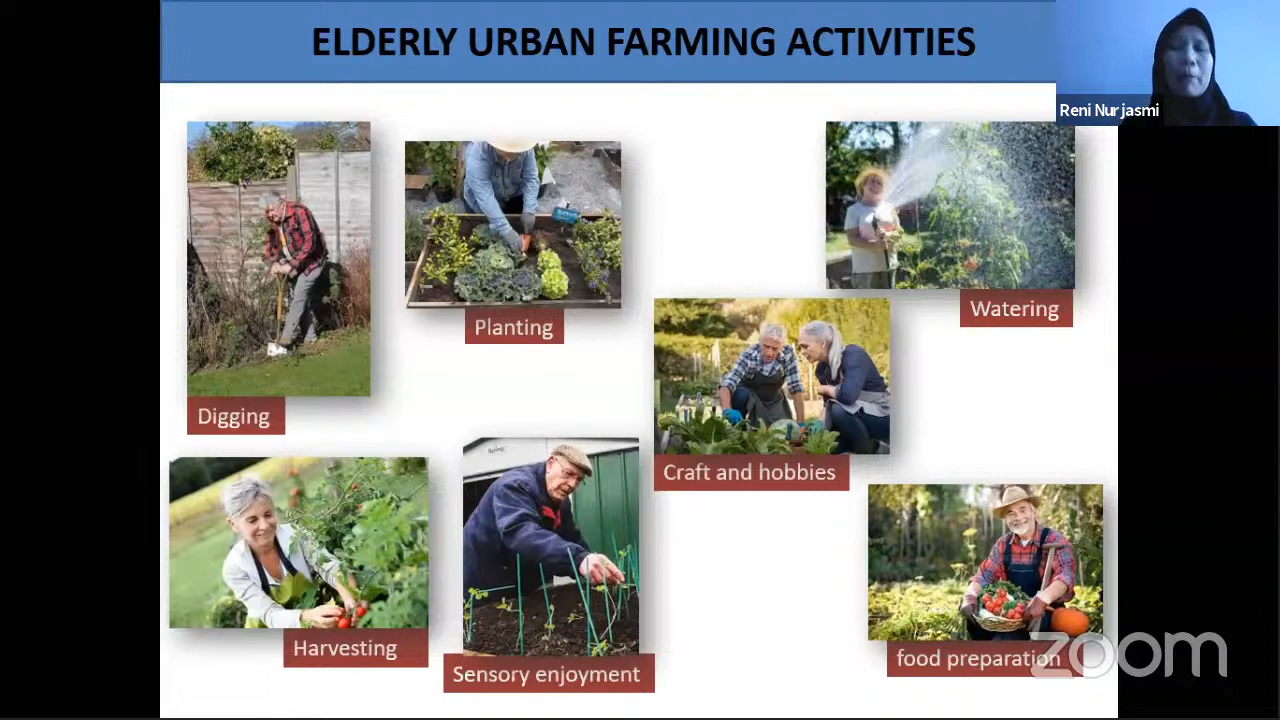 ELDERLY URBAN FARMING ACTIVITIES
Reni Nurjasmi
Planting
Watering
Digging
Craft and hobbies
Harvesting
Sensory enjoyment
food preparation
zoom